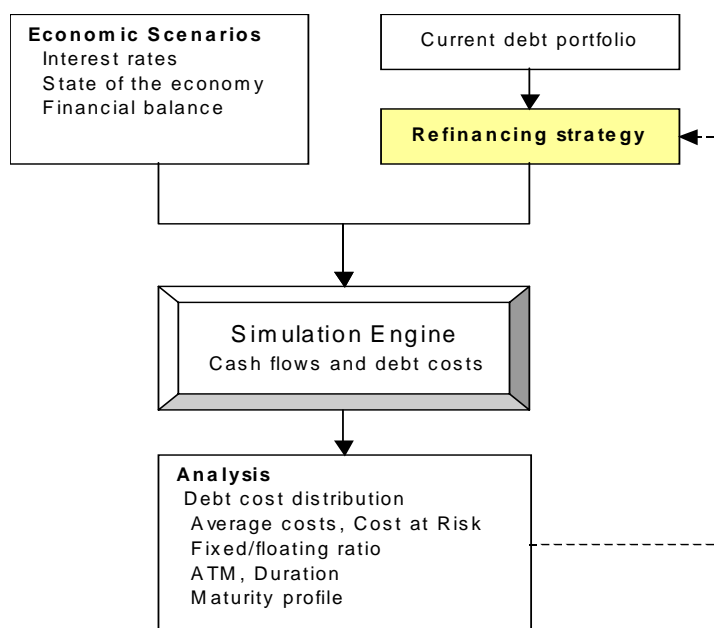 Economic Scenarios
Interest rates
State of the economy
Financial balance
Current debt portfolio
Refinancing strategy
Simulation Engine
Cash flows and debt costs
Analysis
Debt cost distribution
Average costs, Cost at Risk
Fixed/floating ratio
ATM, Duration
Maturity profile